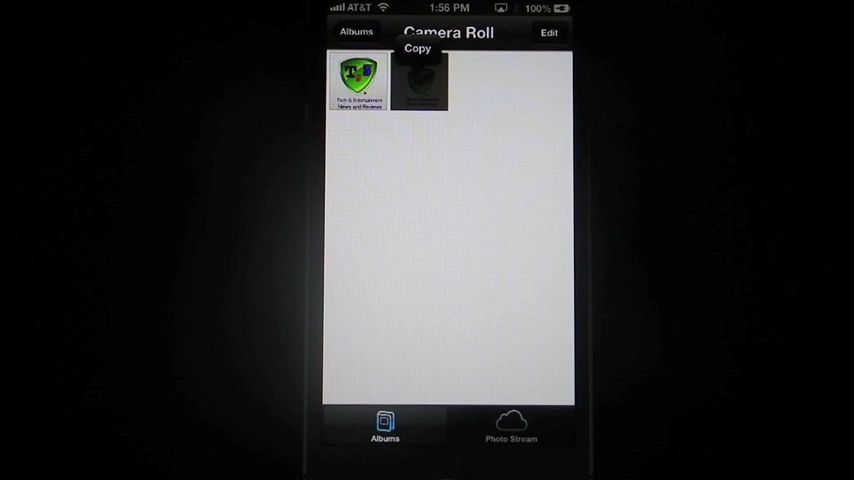 AT&T 1:56 PM 100%
Albums Camera Roll Edit
Copy
Tech & Entertainment
News and Reviews
Albums Photo Stream